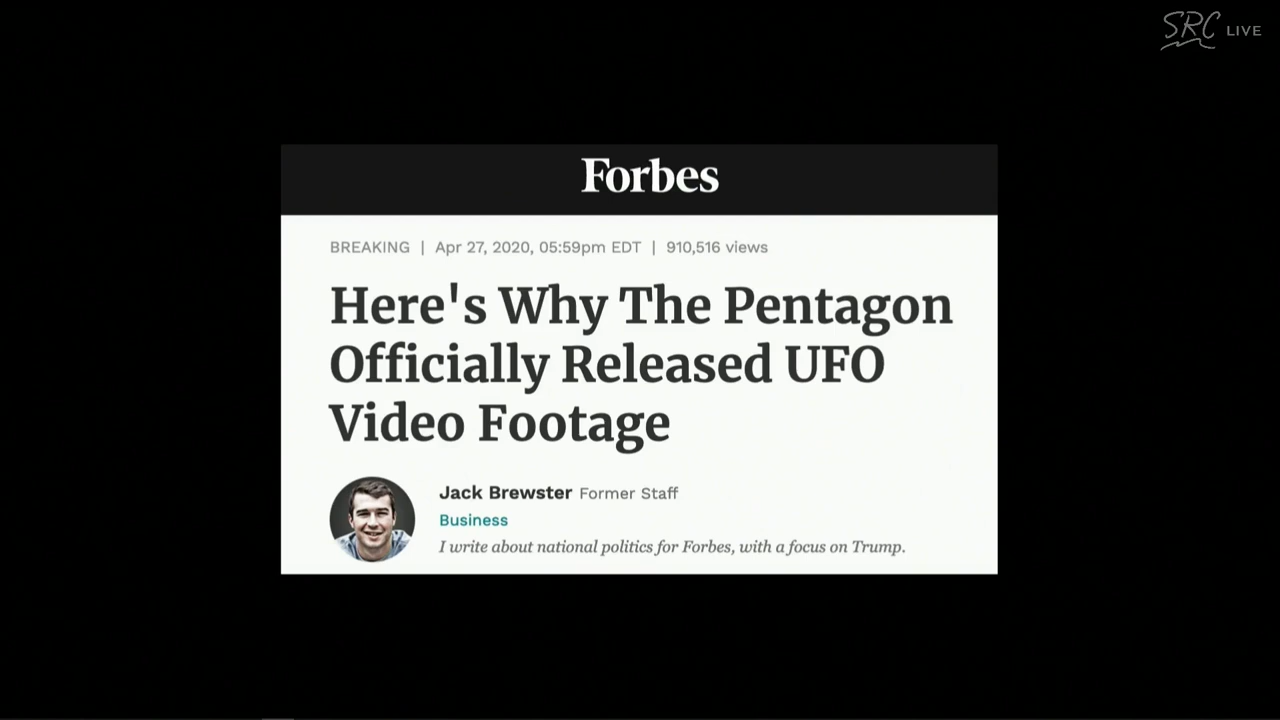 SRC LIVE
Forbes
BREAKING | Apr 27, 2020, 05:59pm EDT | 910,516 views
Here's Why The Pentagon
Officially Released UFO
Video Footage
Jack Brewster Former Staff
Business
I write about national politics for Forbes, with a focus on Trump.